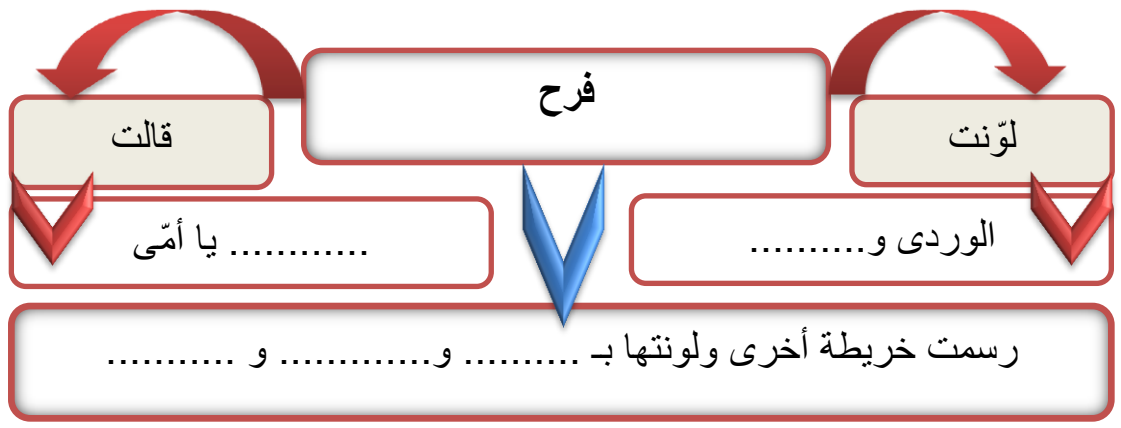 فرح
لوّنت
قالت
الوردى و..........
............ يا أمّى
رسمت خريطة أخرى ولونتها بـ .......... و............. و ...........